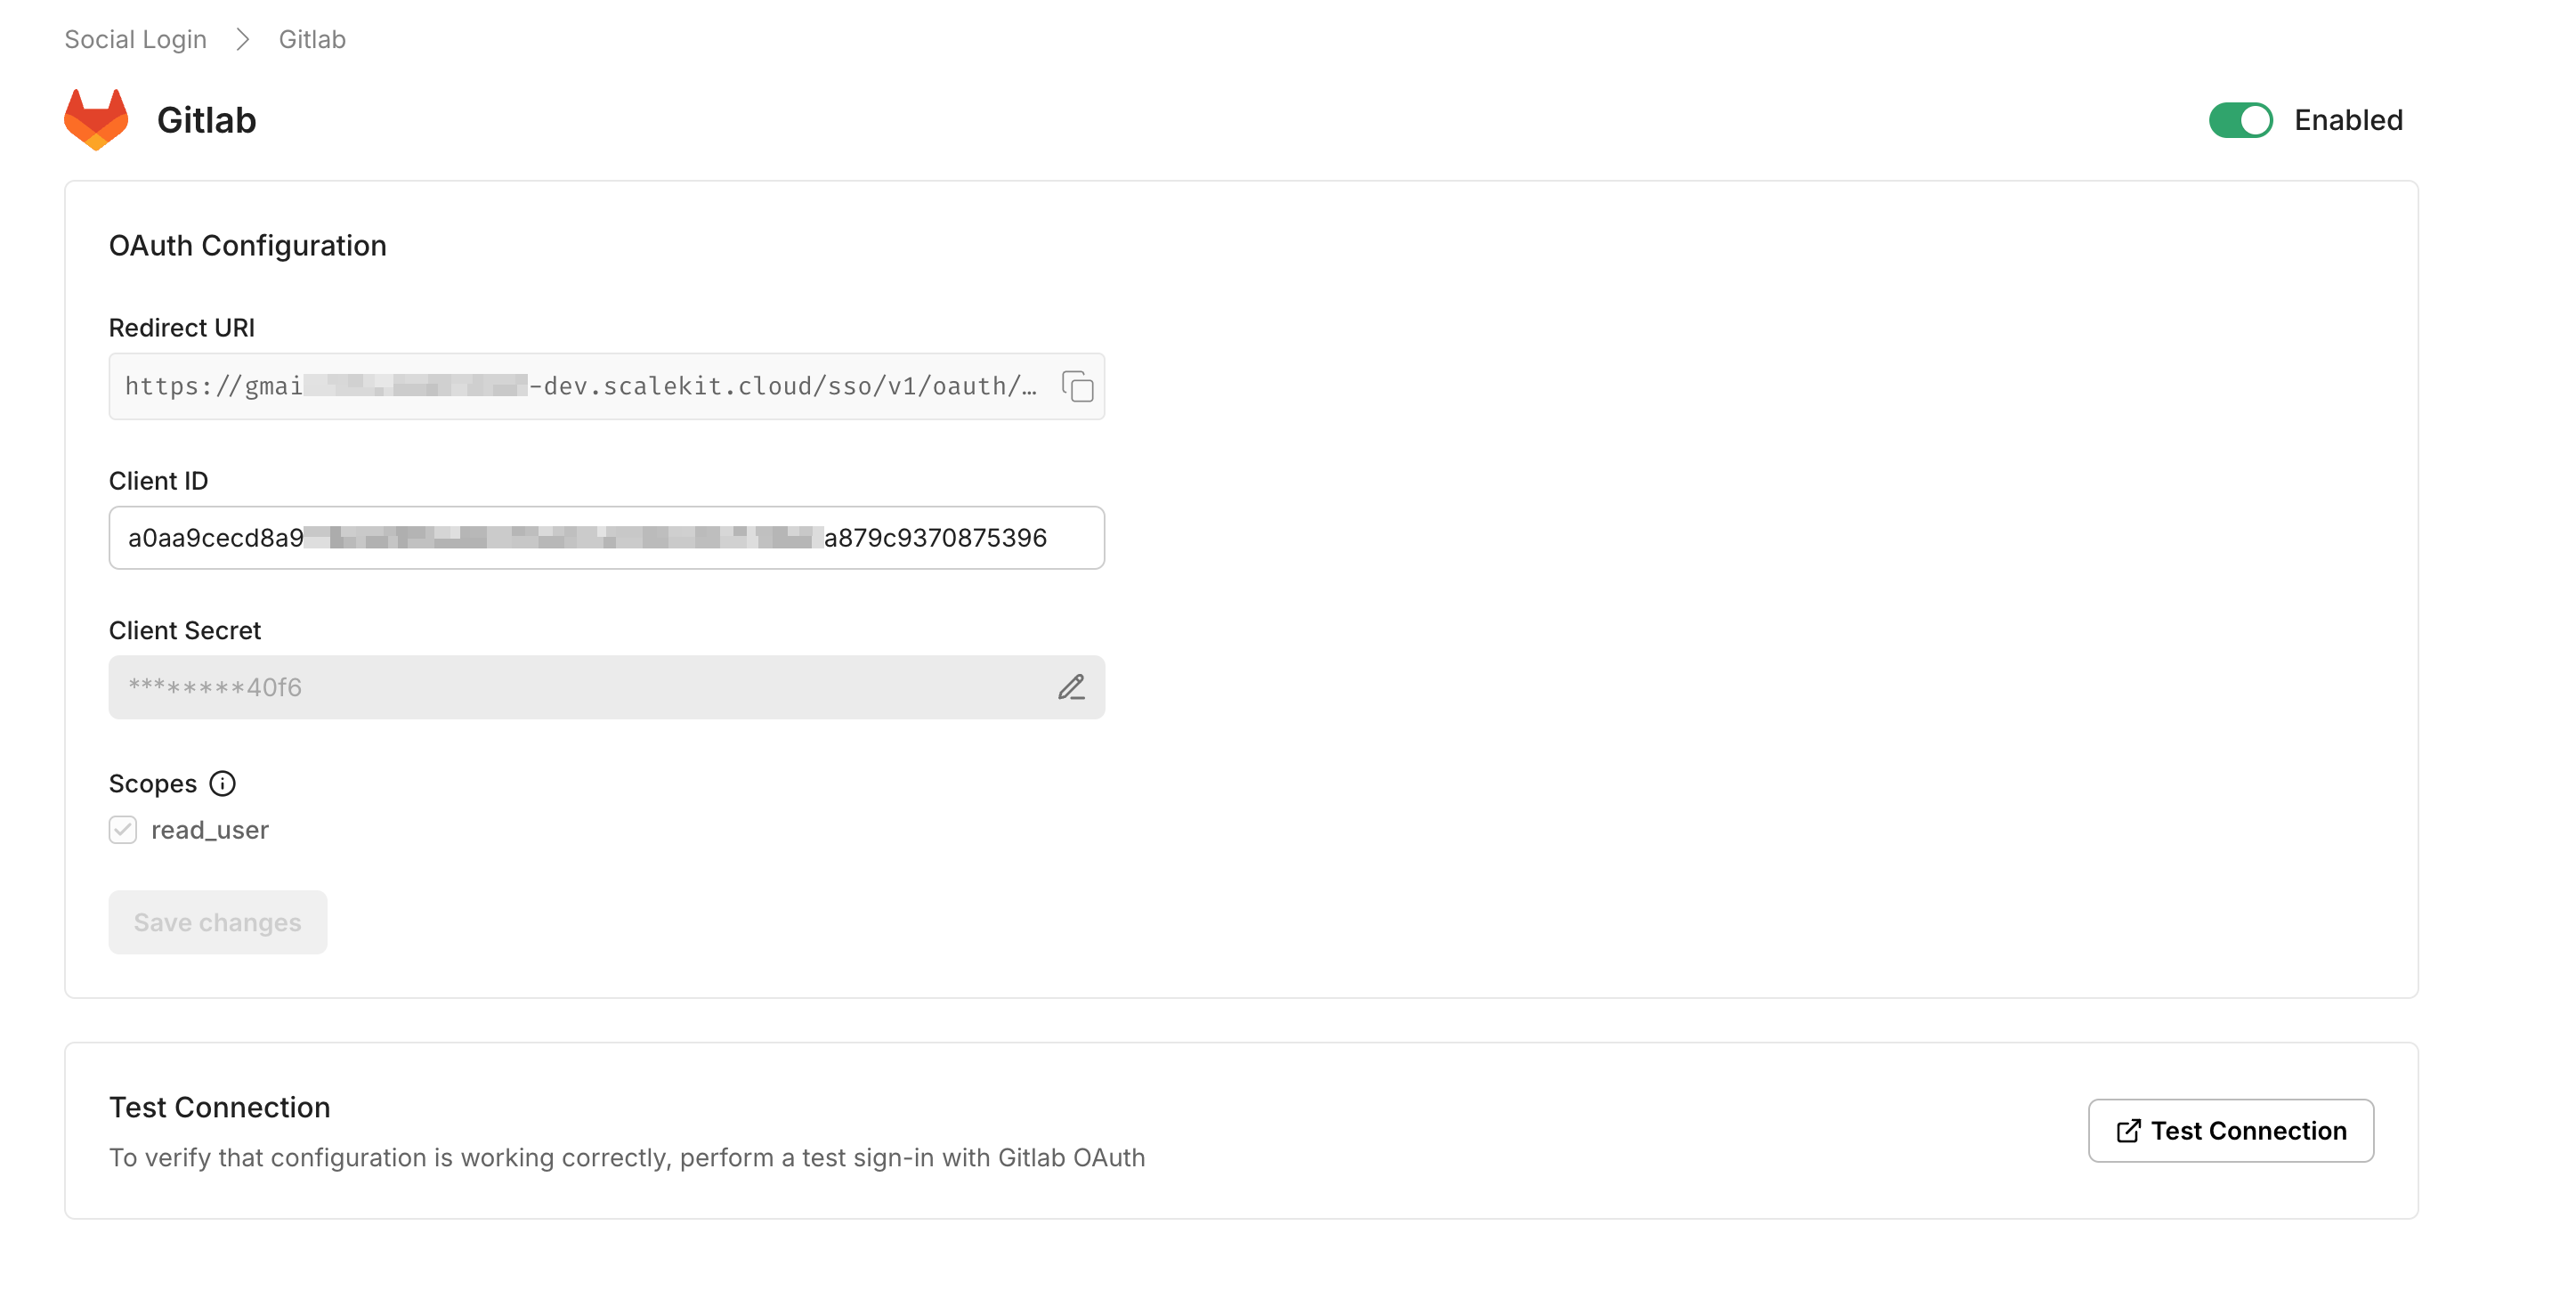 Social Login > Gitlab
Gitlab
Enabled
OAuth Configuration
Redirect URI
https://gmai -dev.scalekit.cloud/sso/v1/oauth/…
Client ID
a0aa9cecd8a9 a879c9370875396
Client Secret
********40f6
Scopes
read_user
Save changes
Test Connection
To verify that configuration is working correctly, perform a test sign-in with Gitlab OAuth
Test Connection